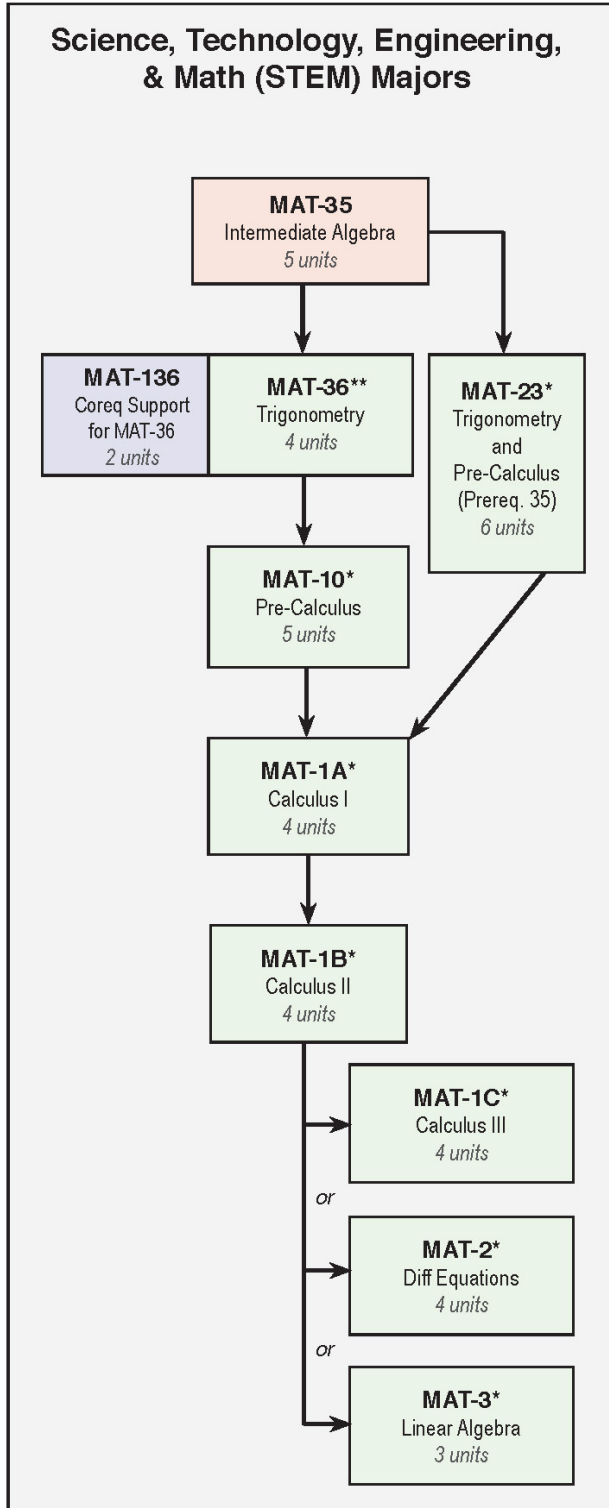 Science, Technology, Engineering,
& Math (STEM) Majors
MAT-35
Intermediate Algebra
5 units
MAT-136
Coreq Support
for MAT-36
2 units
MAT-36**
Trigonometry
4 units
MAT-23*
Trigonometry
and
Pre-Calculus
(Prereq. 35)
6 units
MAT-10*
Pre-Calculus
5 units
MAT-1A*
Calculus I
4 units
MAT-1B*
Calculus II
4 units
MAT-1C*
Calculus III
4 units
or
MAT-2*
Diff Equations
4 units
or
MAT-3*
Linear Algebra
3 units